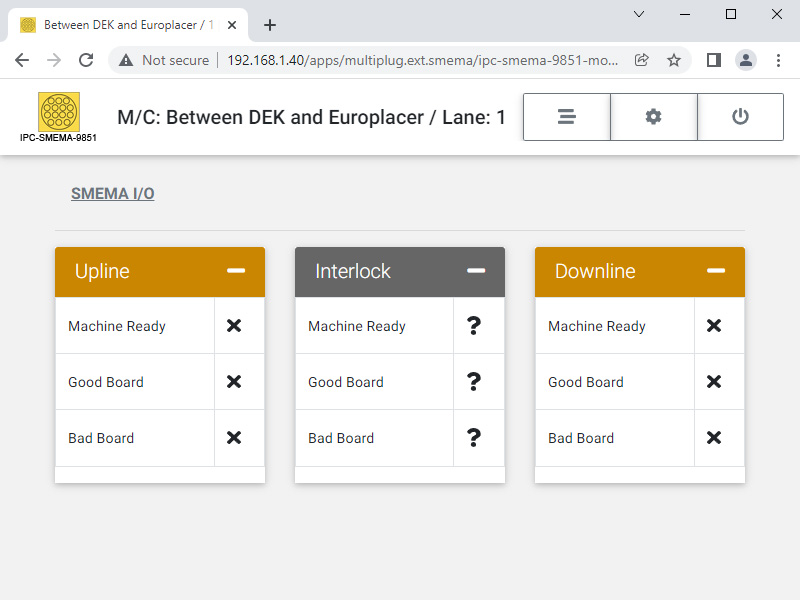 Between DEK and Europlacer / 1
Not secure
192.168.1.40/apps/multiplug.ext.smema/ipc-smema-9851-mo...
IPC-SMEMA-9851
M/C: Between DEK and Europlacer / Lane: 1
SMEMA I/O
Upline
Machine Ready
Good Board
Bad Board
Interlock
Machine Ready ?
Good Board ?
Bad Board ?
Downline
Machine Ready
Good Board
Bad Board